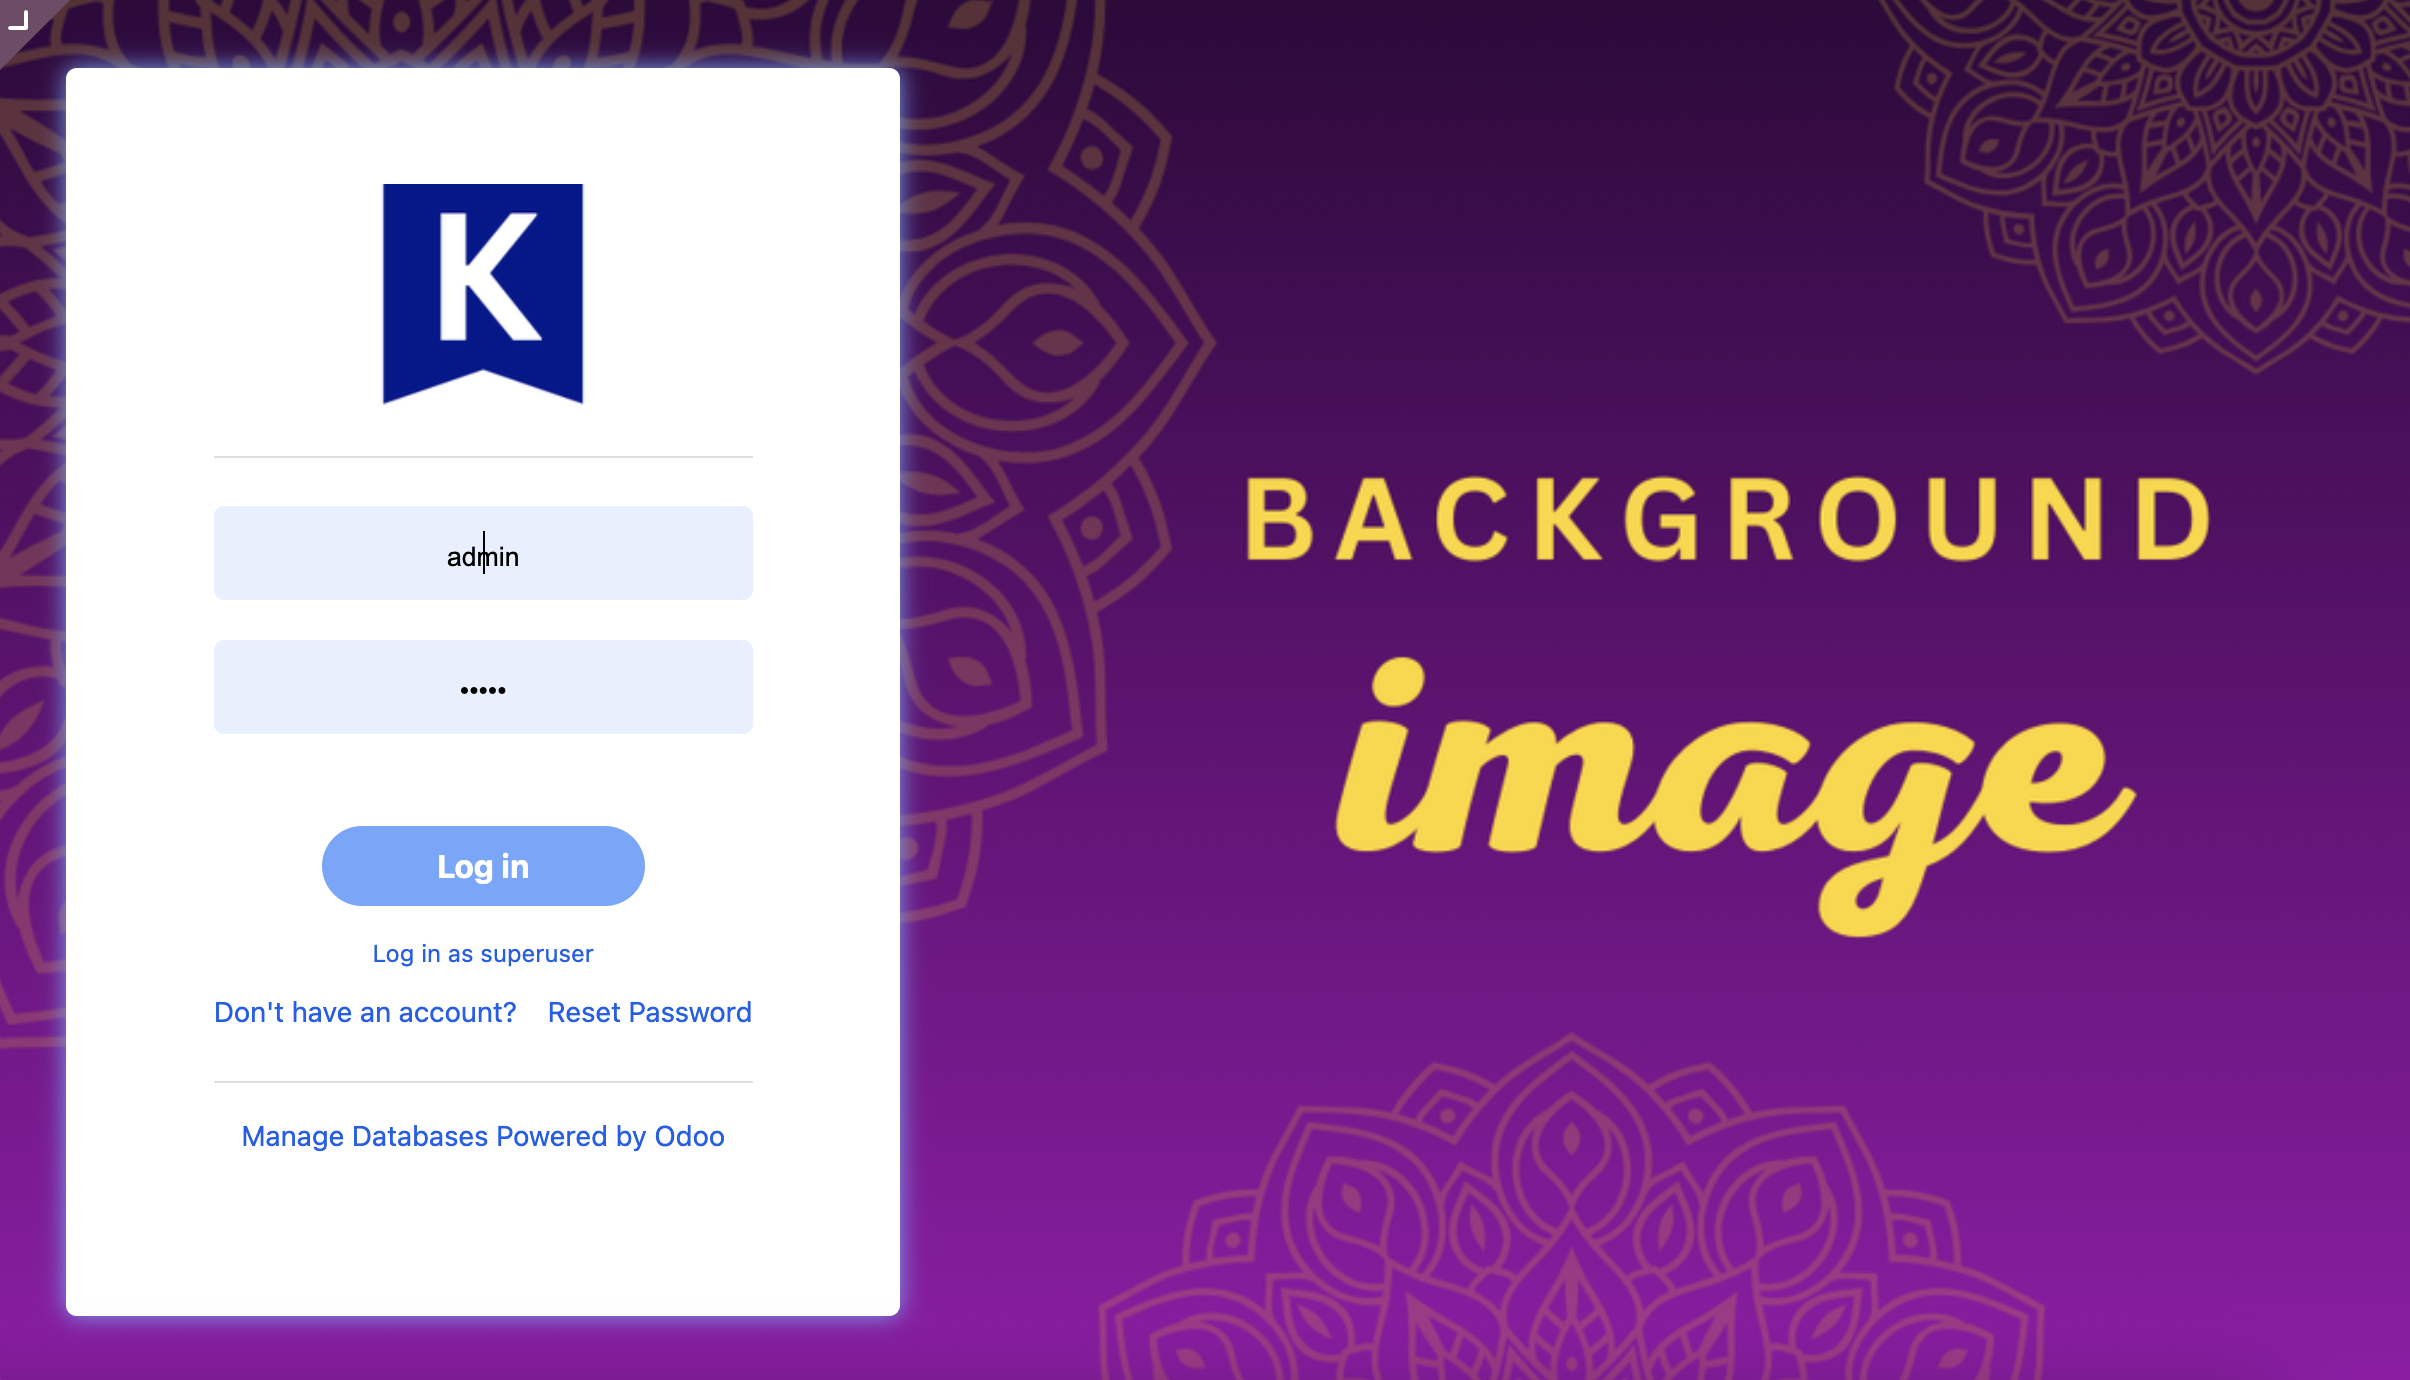 K
admin
•••••
Log in
Log in as superuser
Don't have an account? Reset Password
Manage Databases Powered by Odoo
BACKGROUND
image